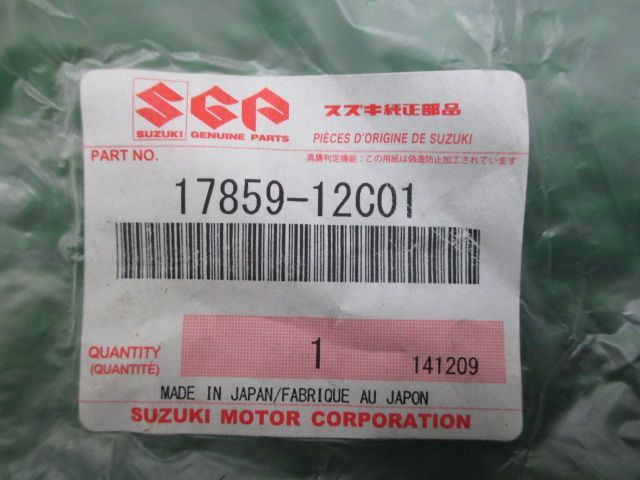 SGP スズキ純正部品
SUZUKI GENUINE PARTS PIÈCES D'ORIGINE DE SUZUKI
PART NO. 真贋判定機能：この用紙は偽造防止加工されています
17859-12C01
QUANTITY
(QUANTITÉ) 1 141209
MADE IN JAPAN/FABRIQUE AU JAPON
SUZUKI MOTOR CORPORATION